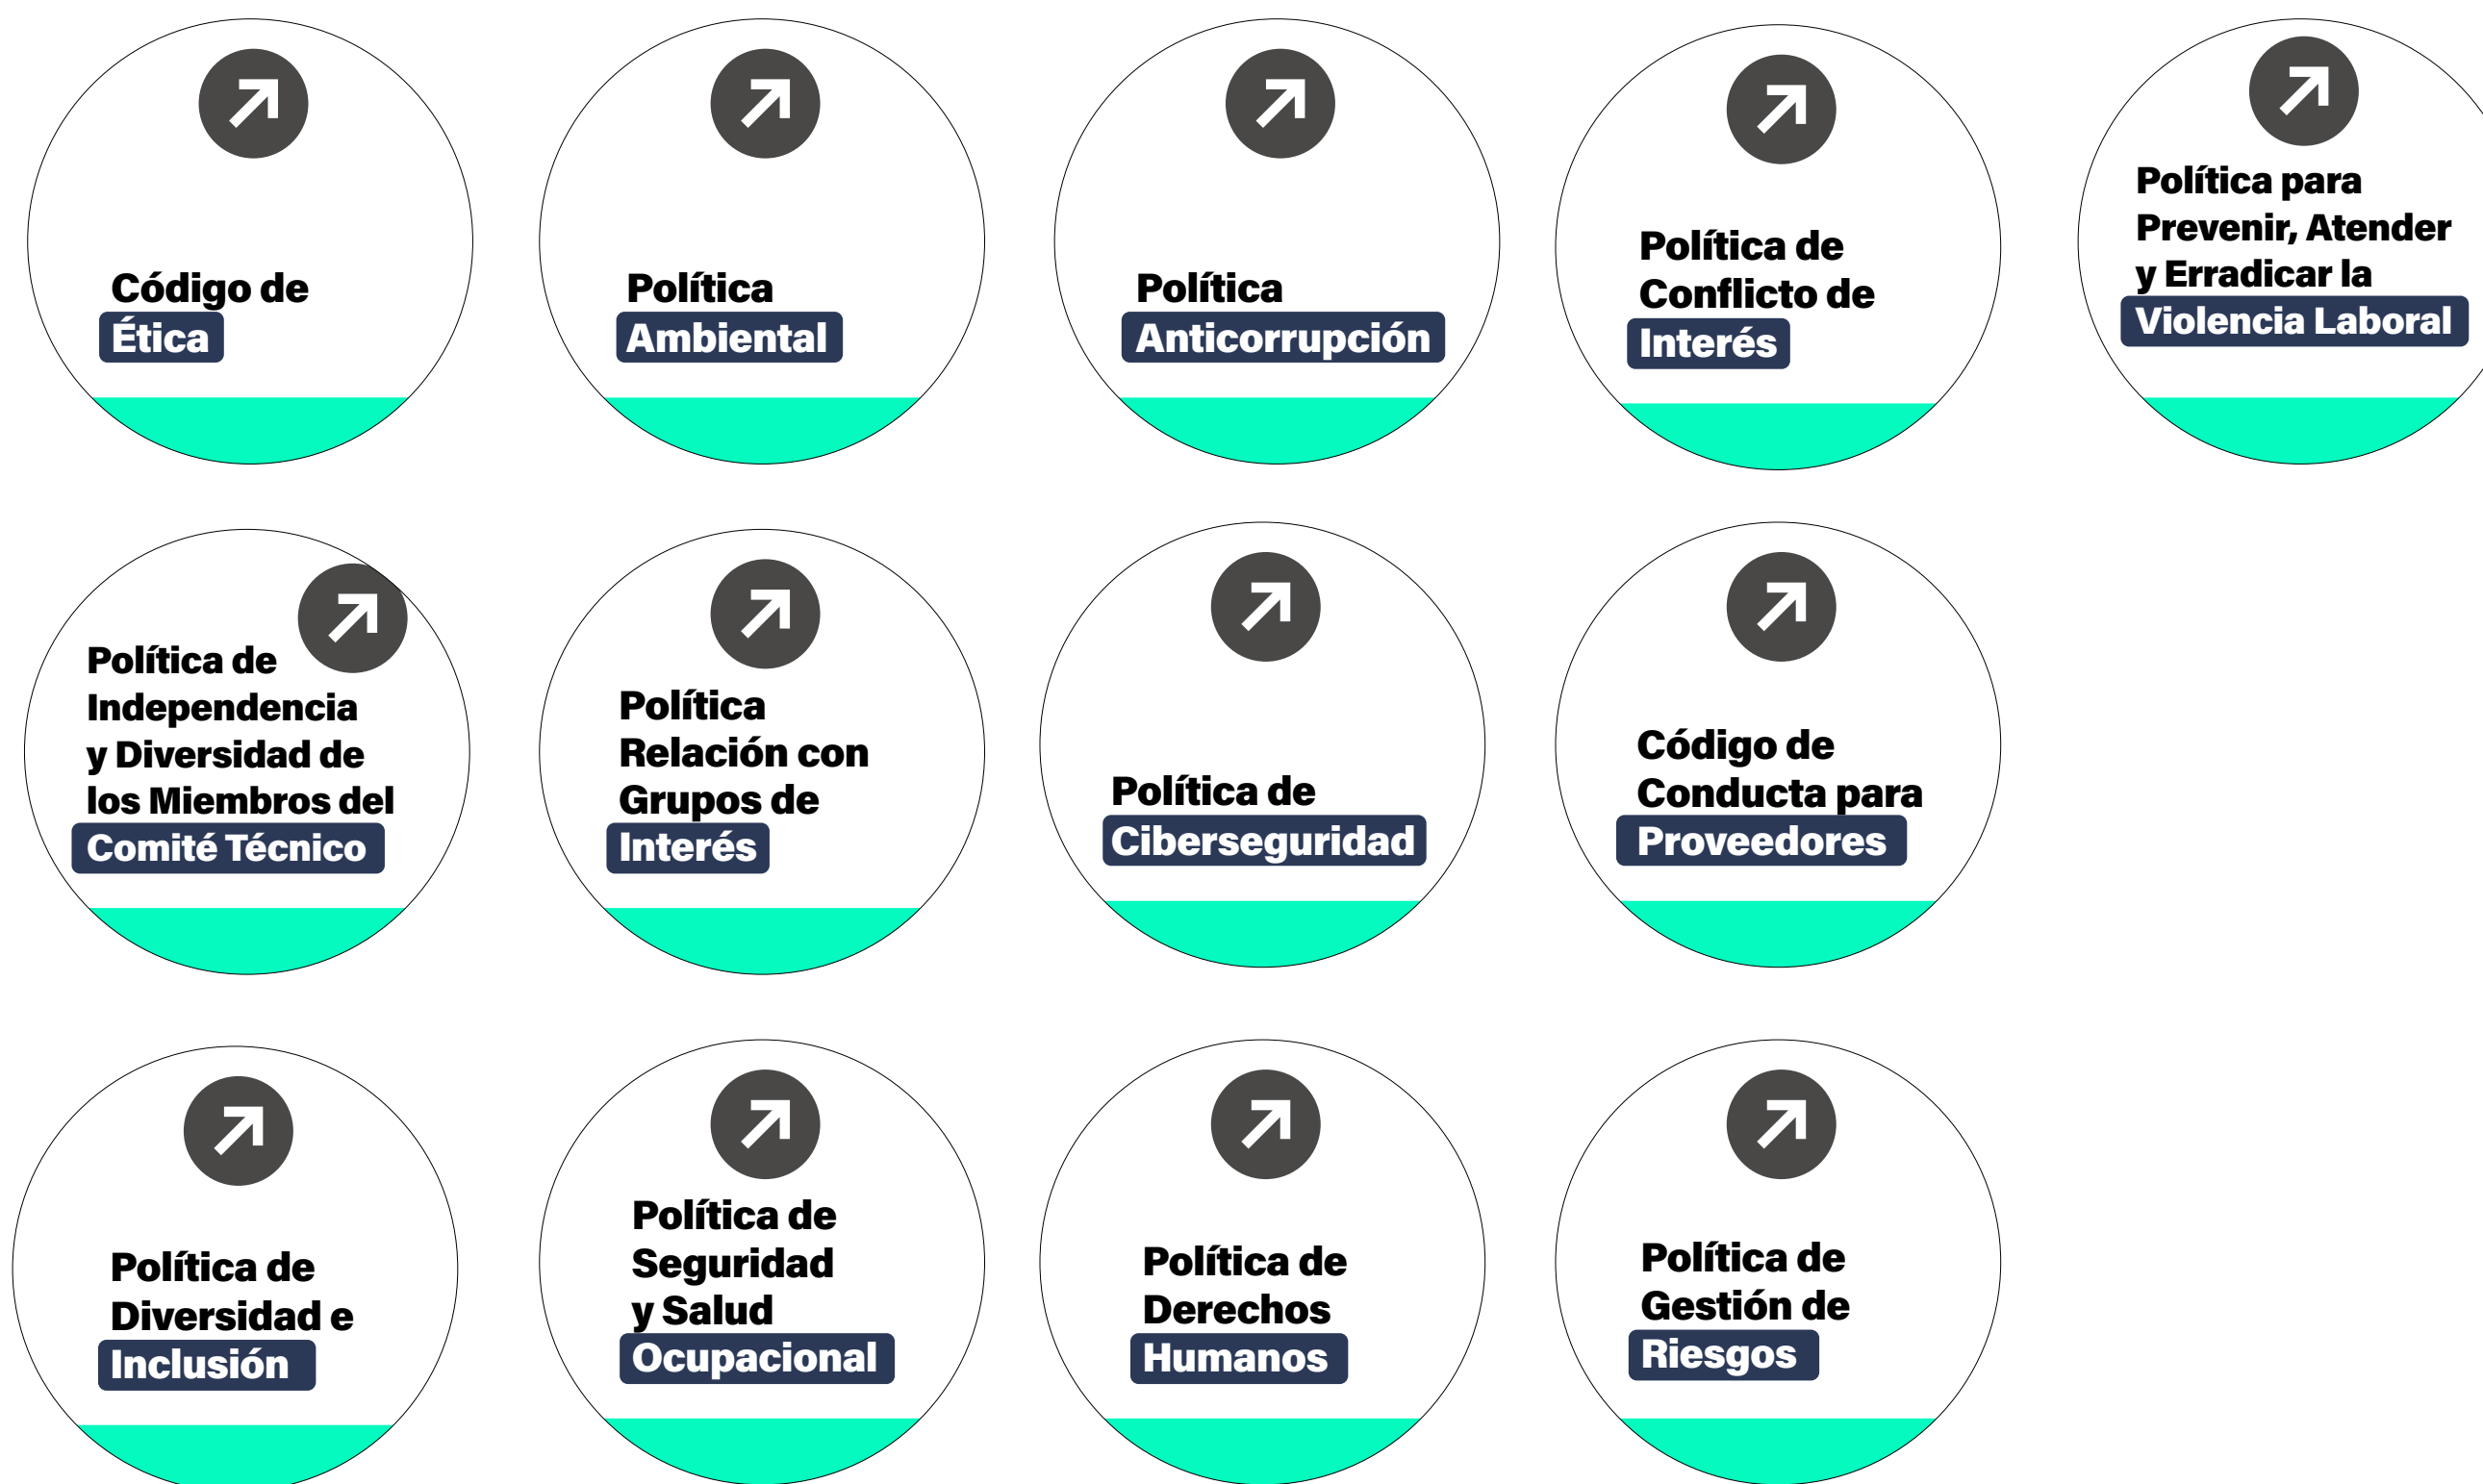 Código de
Ética
Política
Ambiental
Política
Anticorrupción
Política de
Conflicto de
Interés
Política para
Prevenir, Atender
y Erradicar la
Violencia Laboral
Política de
Independencia
y Diversidad de
los Miembros del
Comité Técnico
Política
Relación con
Grupos de
Interés
Política de
Ciberseguridad
Código de
Conducta para
Proveedores
Política de
Diversidad e
Inclusión
Política de
Seguridad
y Salud
Ocupacional
Política de
Derechos
Humanos
Política de
Gestión de
Riesgos